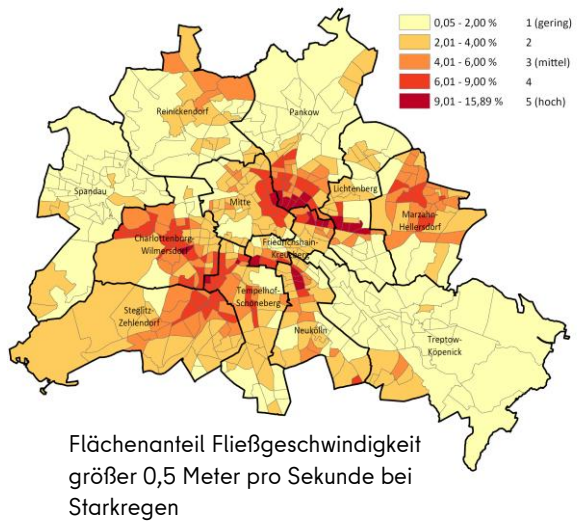 0,05 - 2,00 % 1 (gering)
2,01 - 4,00 % 2
4,01 - 6,00 % 3 (mittel)
6,01 - 9,00 % 4
9,01 - 15,89 % 5 (hoch)
Reinickendorf
Pankow
Spandau
Mitte
Lichtenberg
Marzahn-
Hellersdorf
Charlottenburg-
Wilmersdorf
Friedrichshain-
Kreuzberg
Tempelhof-
Schöneberg
Steglitz-
Zehlendorf
Neukölln
Treptow-
Köpenick
Flächenanteil Fließgeschwindigkeit
größer 0,5 Meter pro Sekunde bei
Starkregen